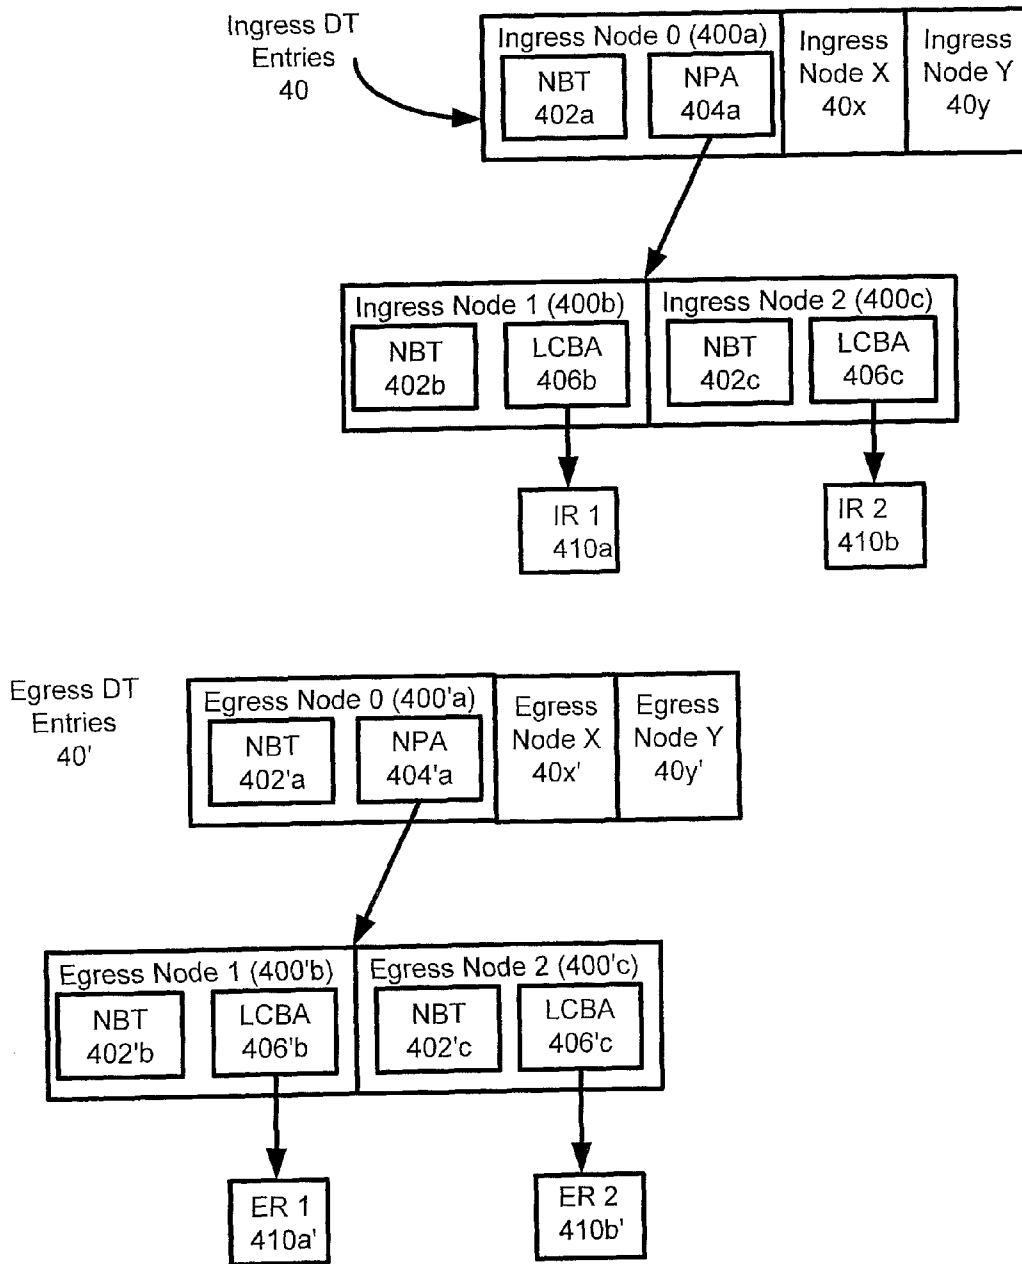 Ingress DT
Entries
40
Ingress Node 0 (400a)
NBT
402a
NPA
404a
Ingress
Node X
40x
Ingress
Node Y
40y
Ingress Node 1 (400b)
NBT
402b
LCBA
406b
Ingress Node 2 (400c)
NBT
402c
LCBA
406c
IR 1
410a
IR 2
410b
Egress DT
Entries
40'
Egress Node 0 (400'a)
NBT
402'a
NPA
404'a
Egress
Node X
40x'
Egress
Node Y
40y'
Egress Node 1 (400'b)
NBT
402'b
LCBA
406'b
Egress Node 2 (400'c)
NBT
402'c
LCBA
406'c
ER 1
410a'
ER 2
410b'